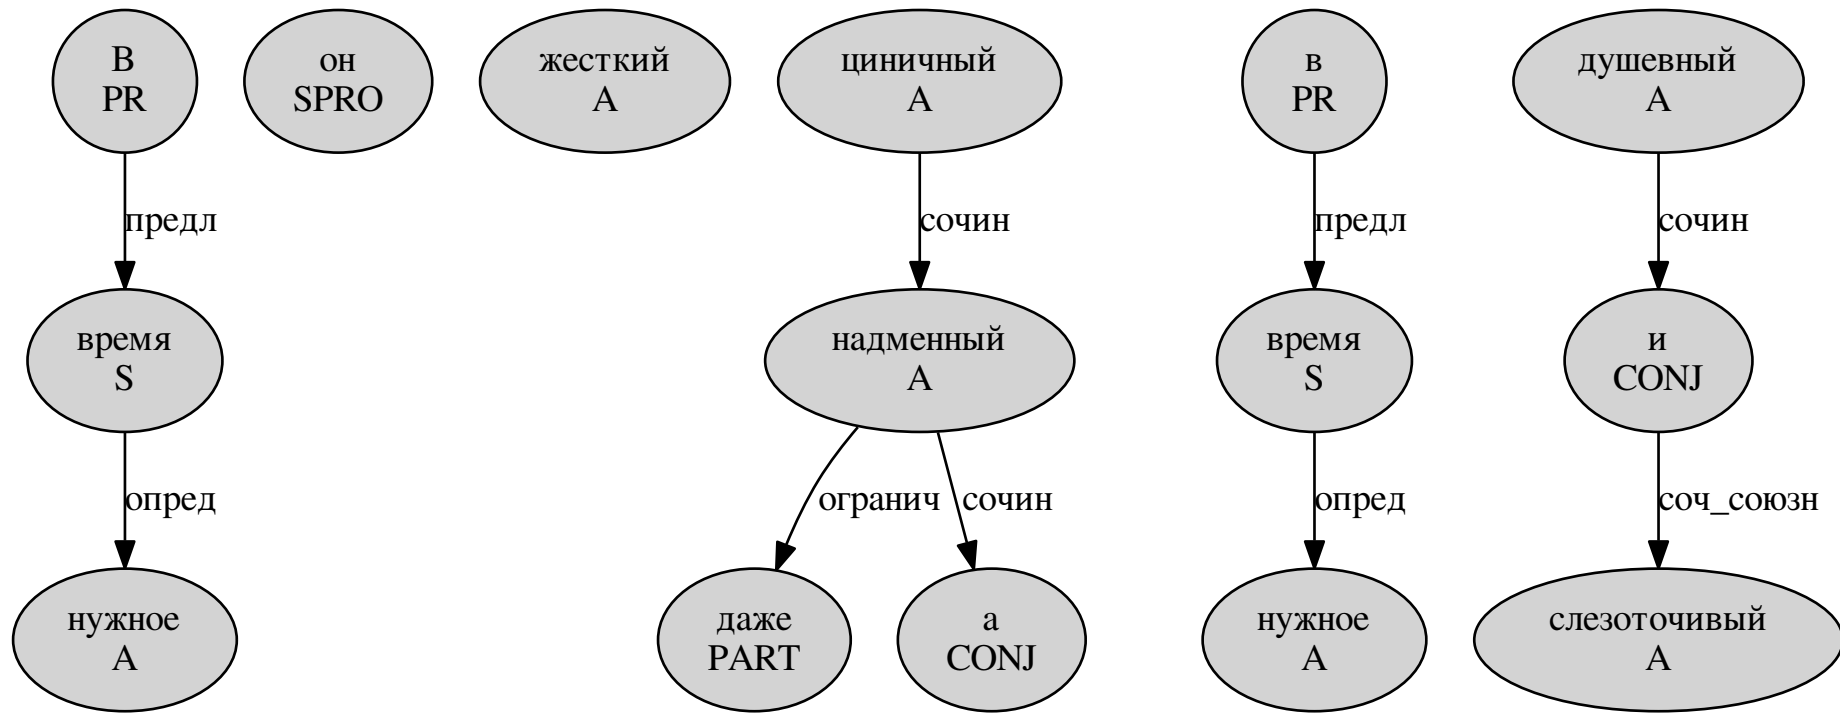 В
PR
он
SPRO
жесткий
A
циничный
A
в
PR
душевный
A
предл
сочин
предл
сочин
время
S
надменный
A
время
S
и
CONJ
опред
огранич
сочин
опред
соч_союзн
нужное
A
даже
PART
а
CONJ
нужное
A
слезоточивый
A